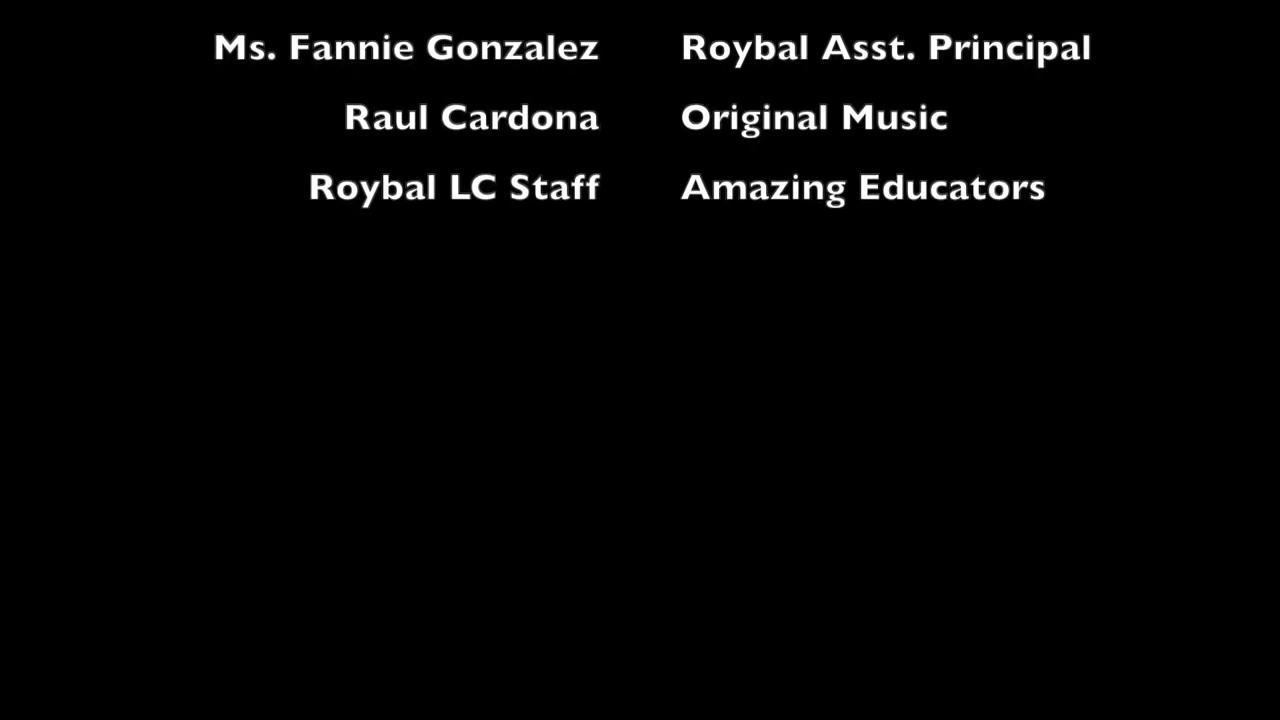 Ms. Fannie Gonzalez Roybal Asst. Principal
Raul Cardona Original Music
Roybal LC Staff Amazing Educators